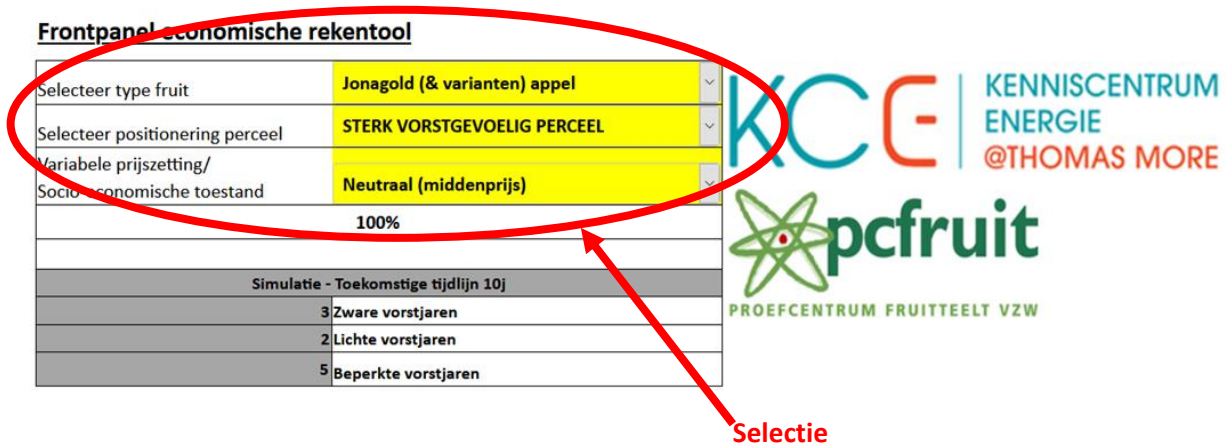 Frontpanel economische rekentool
Selecteer type fruit Jonagold (& varianten) appel
Selecteer positionering perceel STERK VORSTGEVOELIG PERCEEL
Variabele prijszetting/
Socio-economische toestand Neutraal (middenprijs)
100%
Simulatie - Toekomstige tijdlijn 10j
3 Zware vorstjaren
2 Lichte vorstjaren
5 Beperkte vorstjaren
KCE
KENNISCENTRUM
ENERGIE
@THOMAS MORE
pcfruit
PROEFCENTRUM FRUITTEELT VZW
Selectie